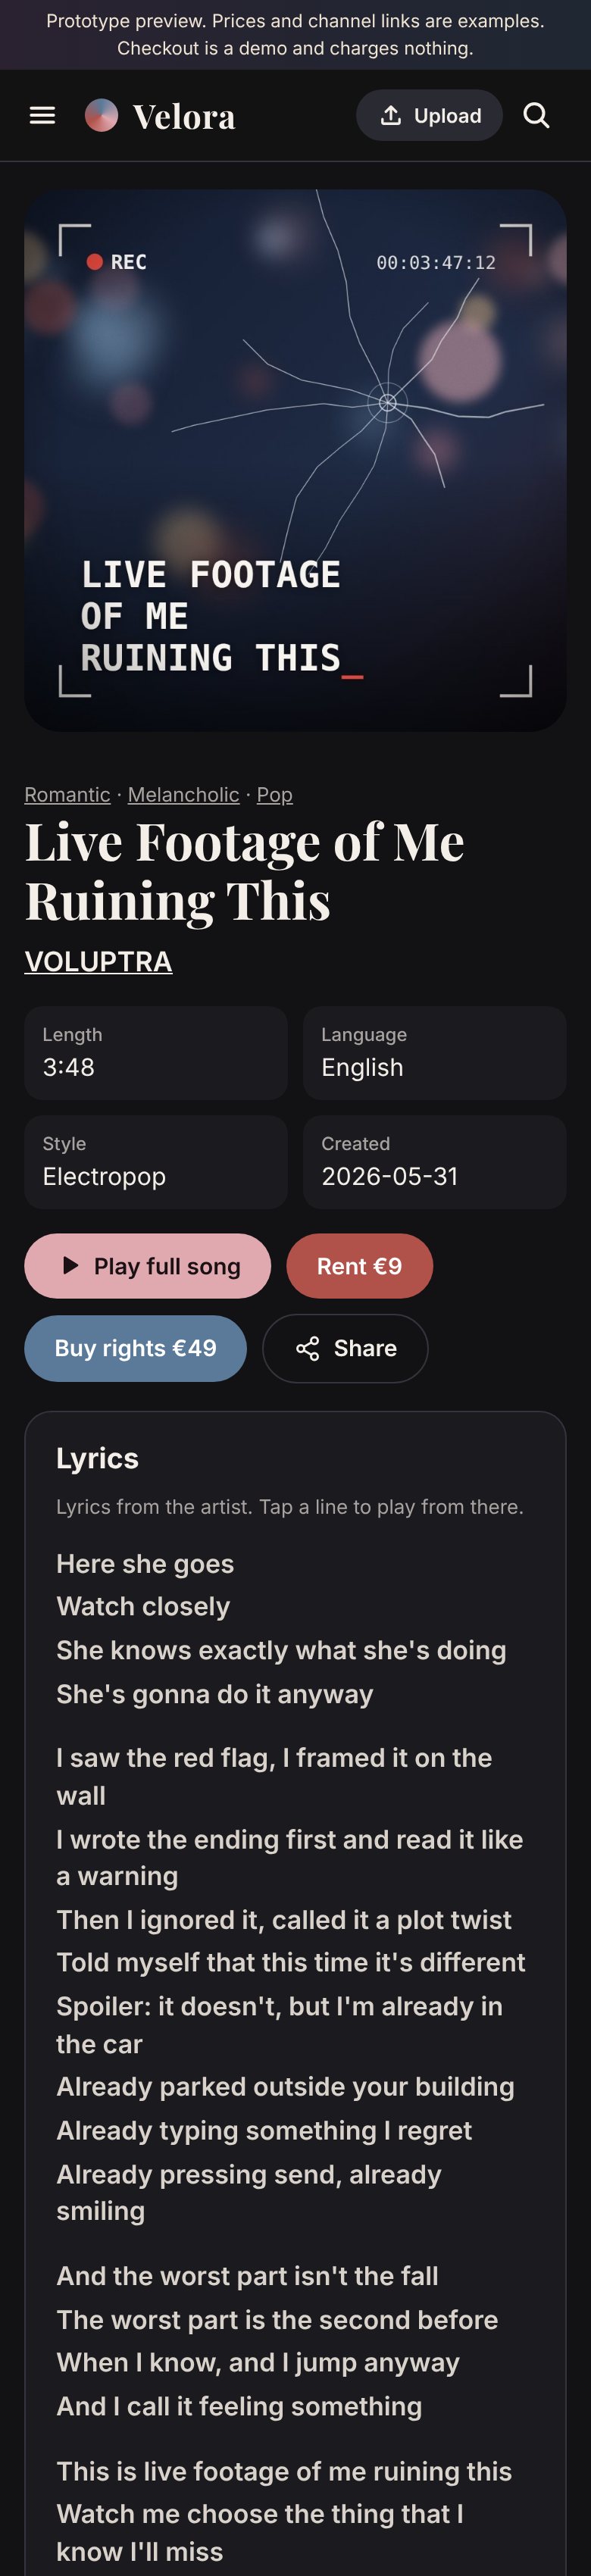 Prototype preview. Prices and channel links are examples.
Checkout is a demo and charges nothing.
Velora
Upload
REC
00:03:47:12
LIVE FOOTAGE
OF ME
RUINING THIS_
Romantic · Melancholic · Pop
Live Footage of Me
Ruining This
VOLUPTRA
Length
3:48
Language
English
Style
Electropop
Created
2026-05-31
Play full song
Rent €9
Buy rights €49
Share
Lyrics
Lyrics from the artist. Tap a line to play from there.
Here she goes
Watch closely
She knows exactly what she's doing
She's gonna do it anyway
I saw the red flag, I framed it on the
wall
I wrote the ending first and read it like
a warning
Then I ignored it, called it a plot twist
Told myself that this time it's different
Spoiler: it doesn't, but I'm already in
the car
Already parked outside your building
Already typing something I regret
Already pressing send, already
smiling
And the worst part isn't the fall
The worst part is the second before
When I know, and I jump anyway
And I call it feeling something
This is live footage of me ruining this
Watch me choose the thing that I
know I'll miss